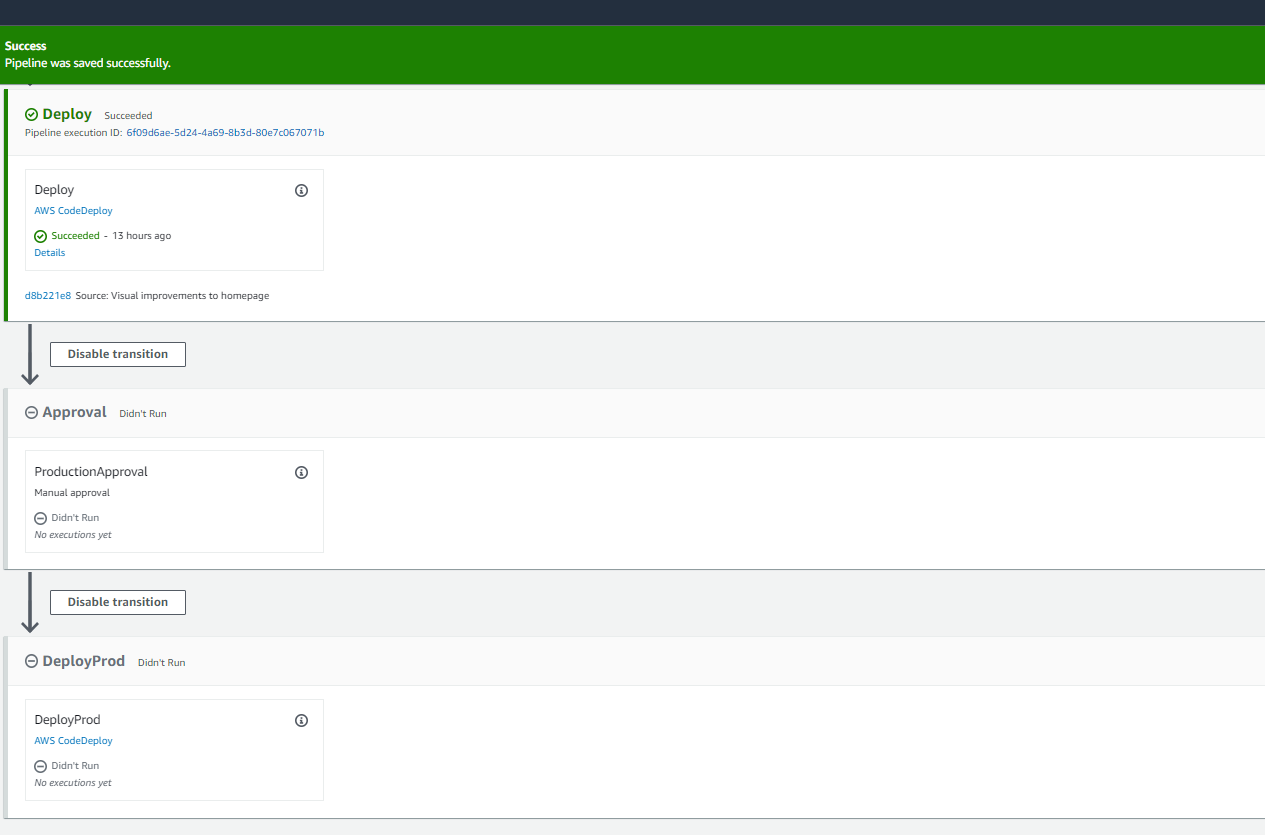 Success
Pipeline was saved successfully.
Deploy Succeeded
Pipeline execution ID: 6f09d6ae-5d24-4a69-8b3d-80e7c067071b
Deploy
AWS CodeDeploy
Succeeded - 13 hours ago
Details
d8b221e8 Source: Visual improvements to homepage
Disable transition
Approval Didn't Run
ProductionApproval
Manual approval
Didn't Run
No executions yet
Disable transition
DeployProd Didn't Run
DeployProd
AWS CodeDeploy
Didn't Run
No executions yet